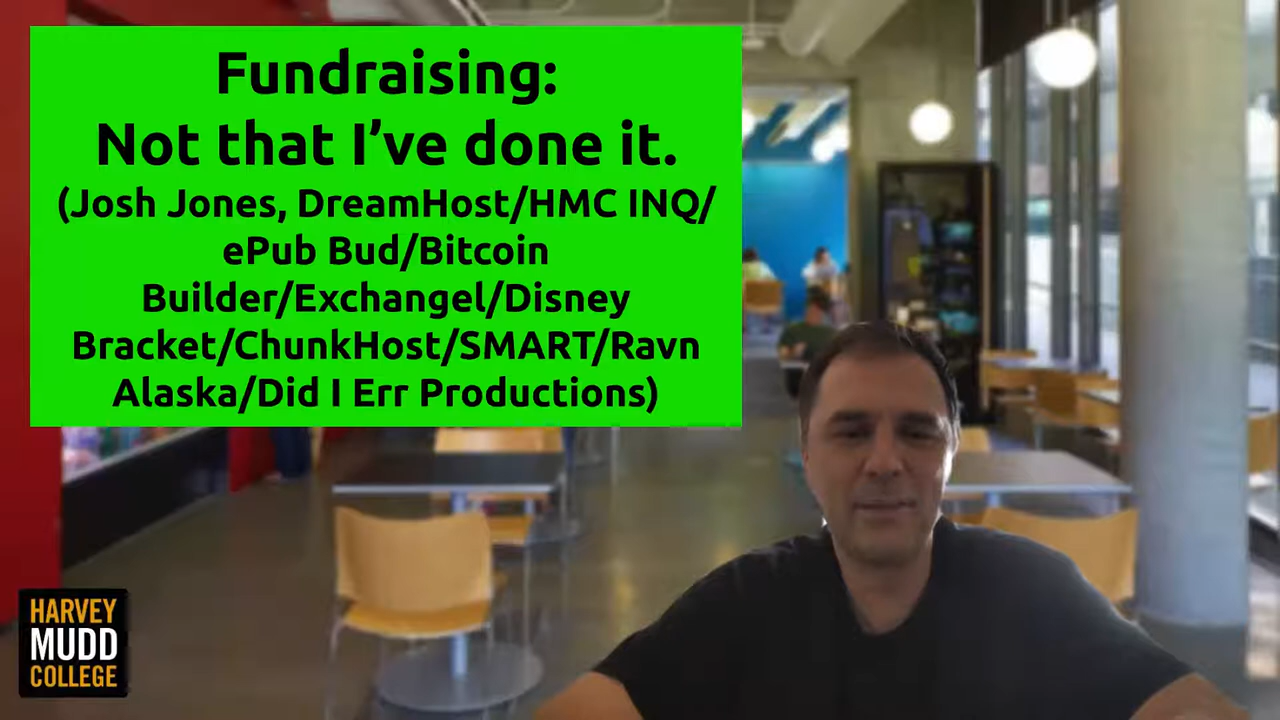 Fundraising:
Not that I’ve done it.
(Josh Jones, DreamHost/HMC INQ/
ePub Bud/Bitcoin
Builder/Exchangel/Disney
Bracket/ChunkHost/SMART/Ravn
Alaska/Did I Err Productions)
HARVEY
MUDD
COLLEGE